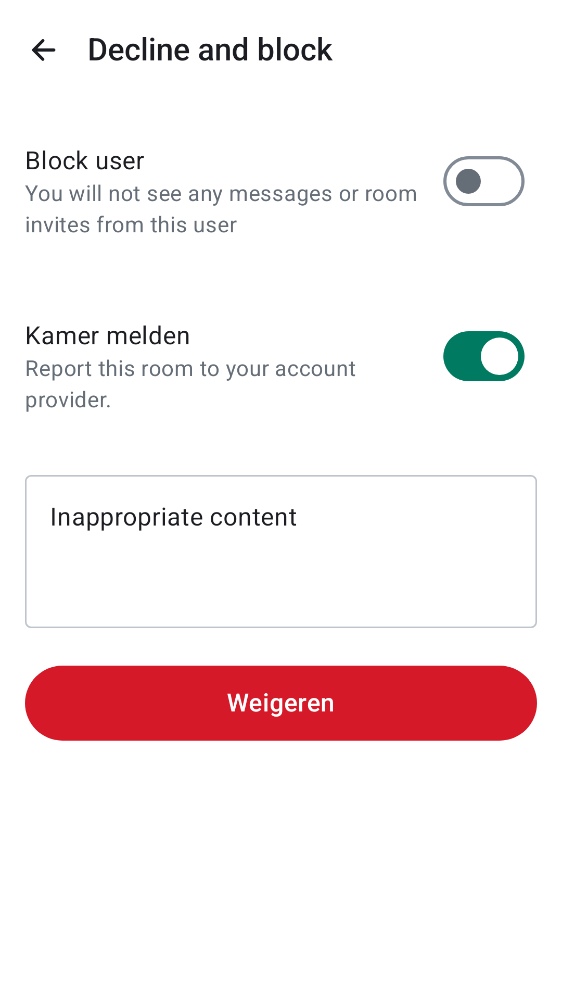 Decline and block
Block user
You will not see any messages or room
invites from this user
Kamer melden
Report this room to your account
provider.
Inappropriate content
Weigeren